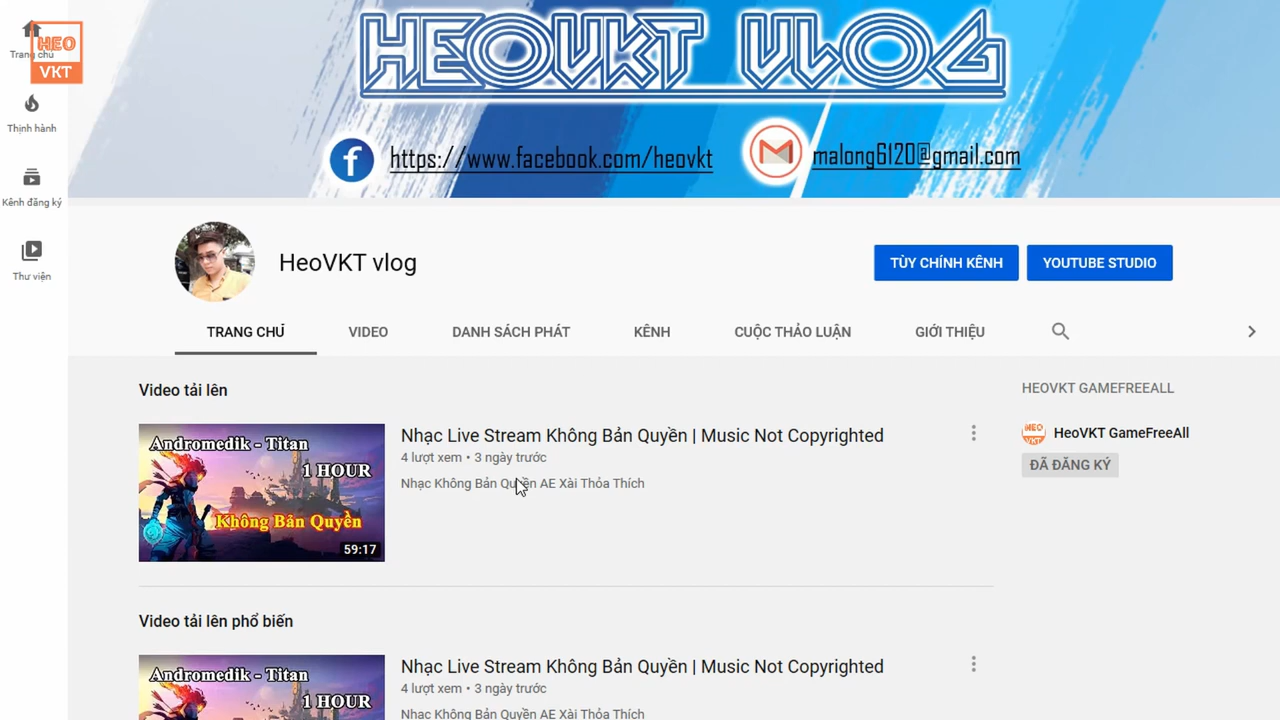 HEOVKT VLOG
https://www.facebook.com/heovkt
malong6120@gmail.com
HEO
VKT
Trang chủ
Thịnh hành
Kênh đăng ký
Thư viện
HeoVKT vlog
TÙY CHỈNH KÊNH
YOUTUBE STUDIO
TRANG CHỦ
VIDEO
DANH SÁCH PHÁT
KÊNH
CUỘC THẢO LUẬN
GIỚI THIỆU
Video tải lên
Andromedik - Titan
1 HOUR
Không Bản Quyền
59:17
Nhạc Live Stream Không Bản Quyền | Music Not Copyrighted
4 lượt xem • 3 ngày trước
Nhạc Không Bản Quyền AE Xài Thỏa Thích
HEOVKT GAMEFREEALL
HEO
VKT
HeoVKT GameFreeAll
ĐÃ ĐĂNG KÝ
Video tải lên phổ biến
Andromedik - Titan
1 HOUR
Nhạc Live Stream Không Bản Quyền | Music Not Copyrighted
4 lượt xem • 3 ngày trước
Nhạc Không Bản Quyền AE Xài Thỏa Thích